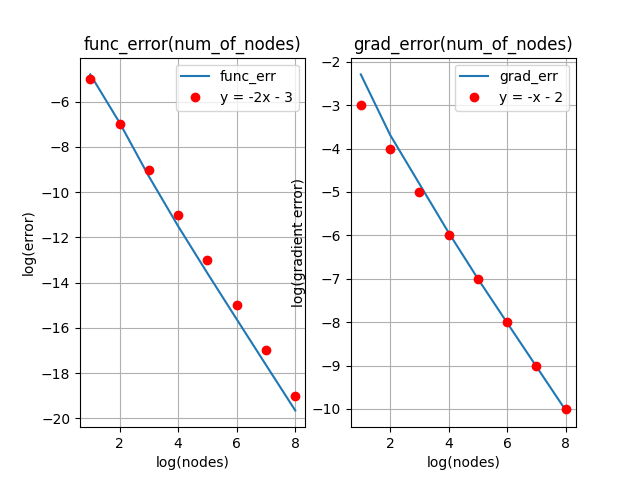 func_error(num_of_nodes)
func_err
y = -2x - 3
log(error)
−6
−8
−10
−12
−14
−16
−18
−20
2
4
6
8
log(nodes)
grad_error(num_of_nodes)
grad_err
y = -x - 2
log(gradient error)
−2
−3
−4
−5
−6
−7
−8
−9
−10
2
4
6
8
log(nodes)